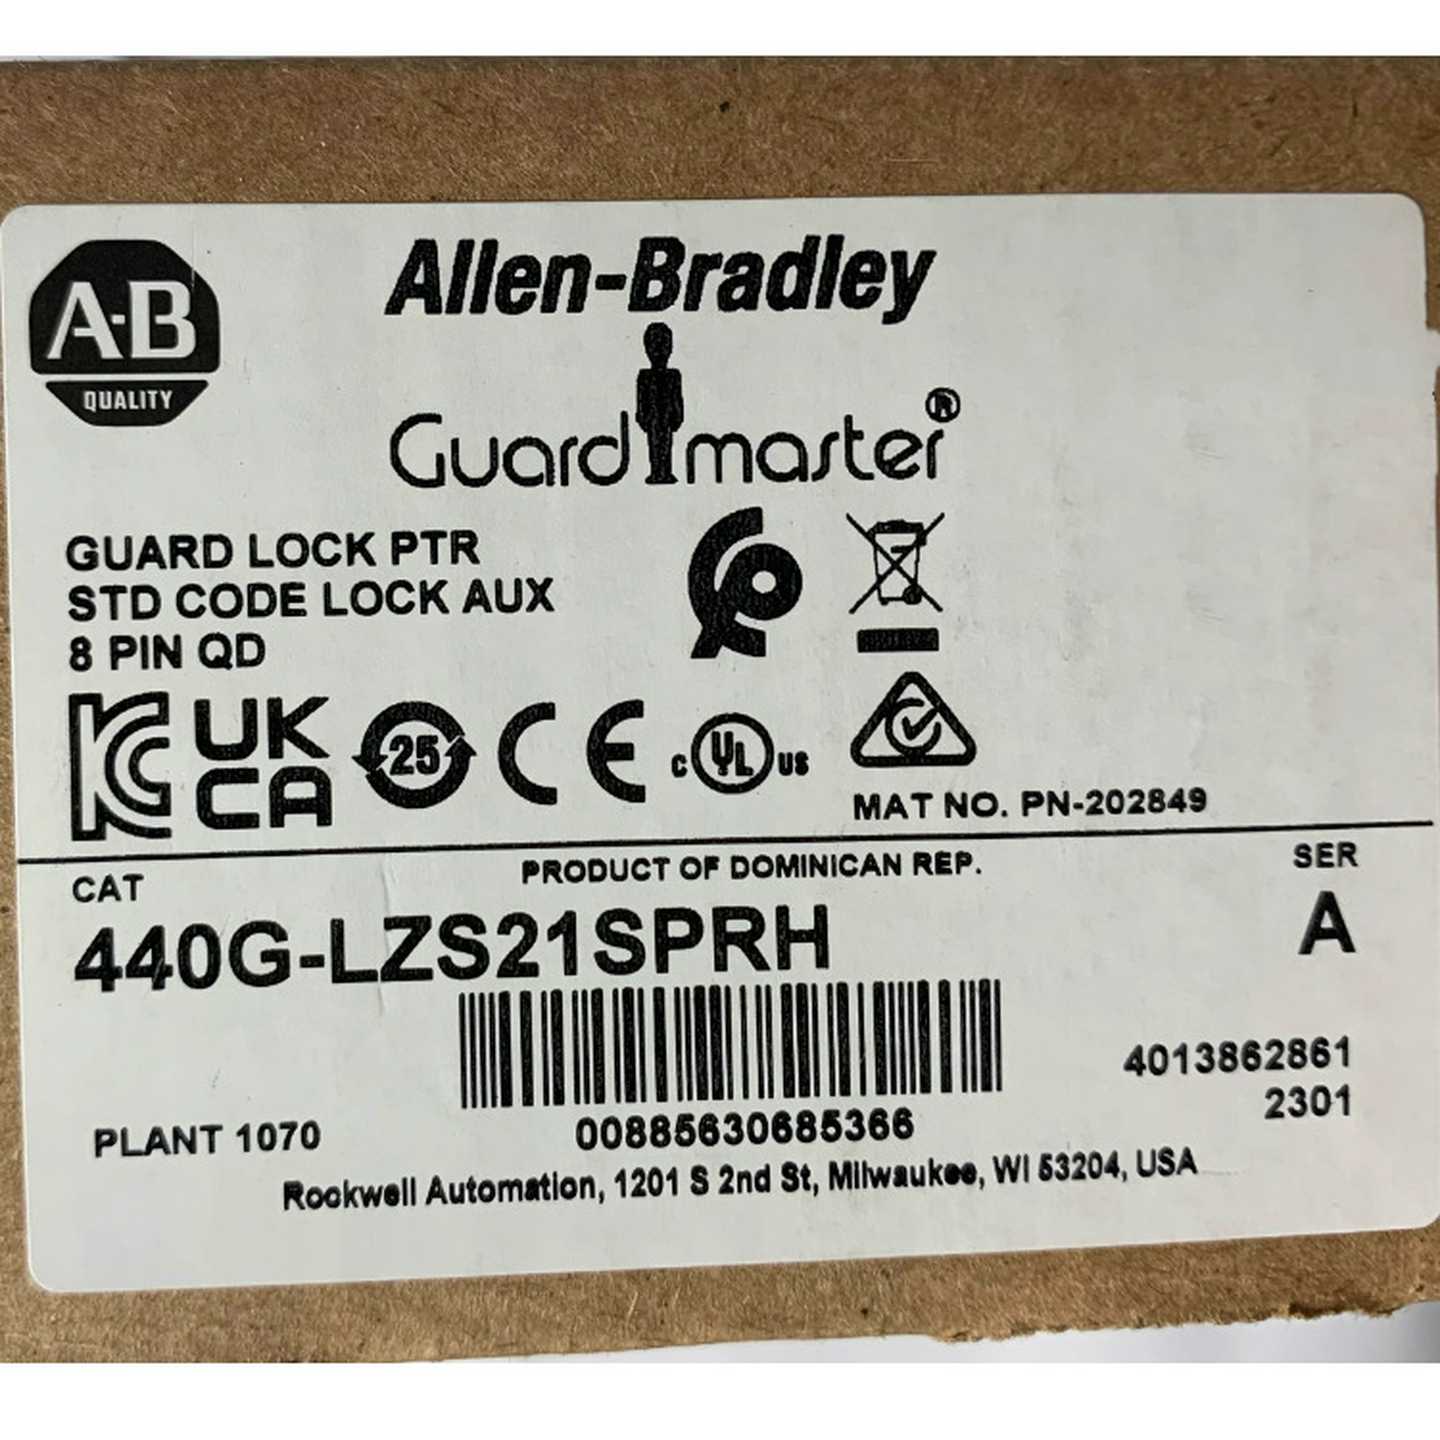 A-B
QUALITY
Allen-Bradley
Guardmaster®
GUARD LOCK PTR
STD CODE LOCK AUX
8 PIN QD
UK
CA
25
CE
c UL us
MAT NO. PN-202849
CAT
PRODUCT OF DOMINICAN REP.
SER
440G-LZS21SPRH
A
4013862861
2301
PLANT 1070
00885630685366
Rockwell Automation, 1201 S 2nd St, Milwaukee, WI 53204, USA